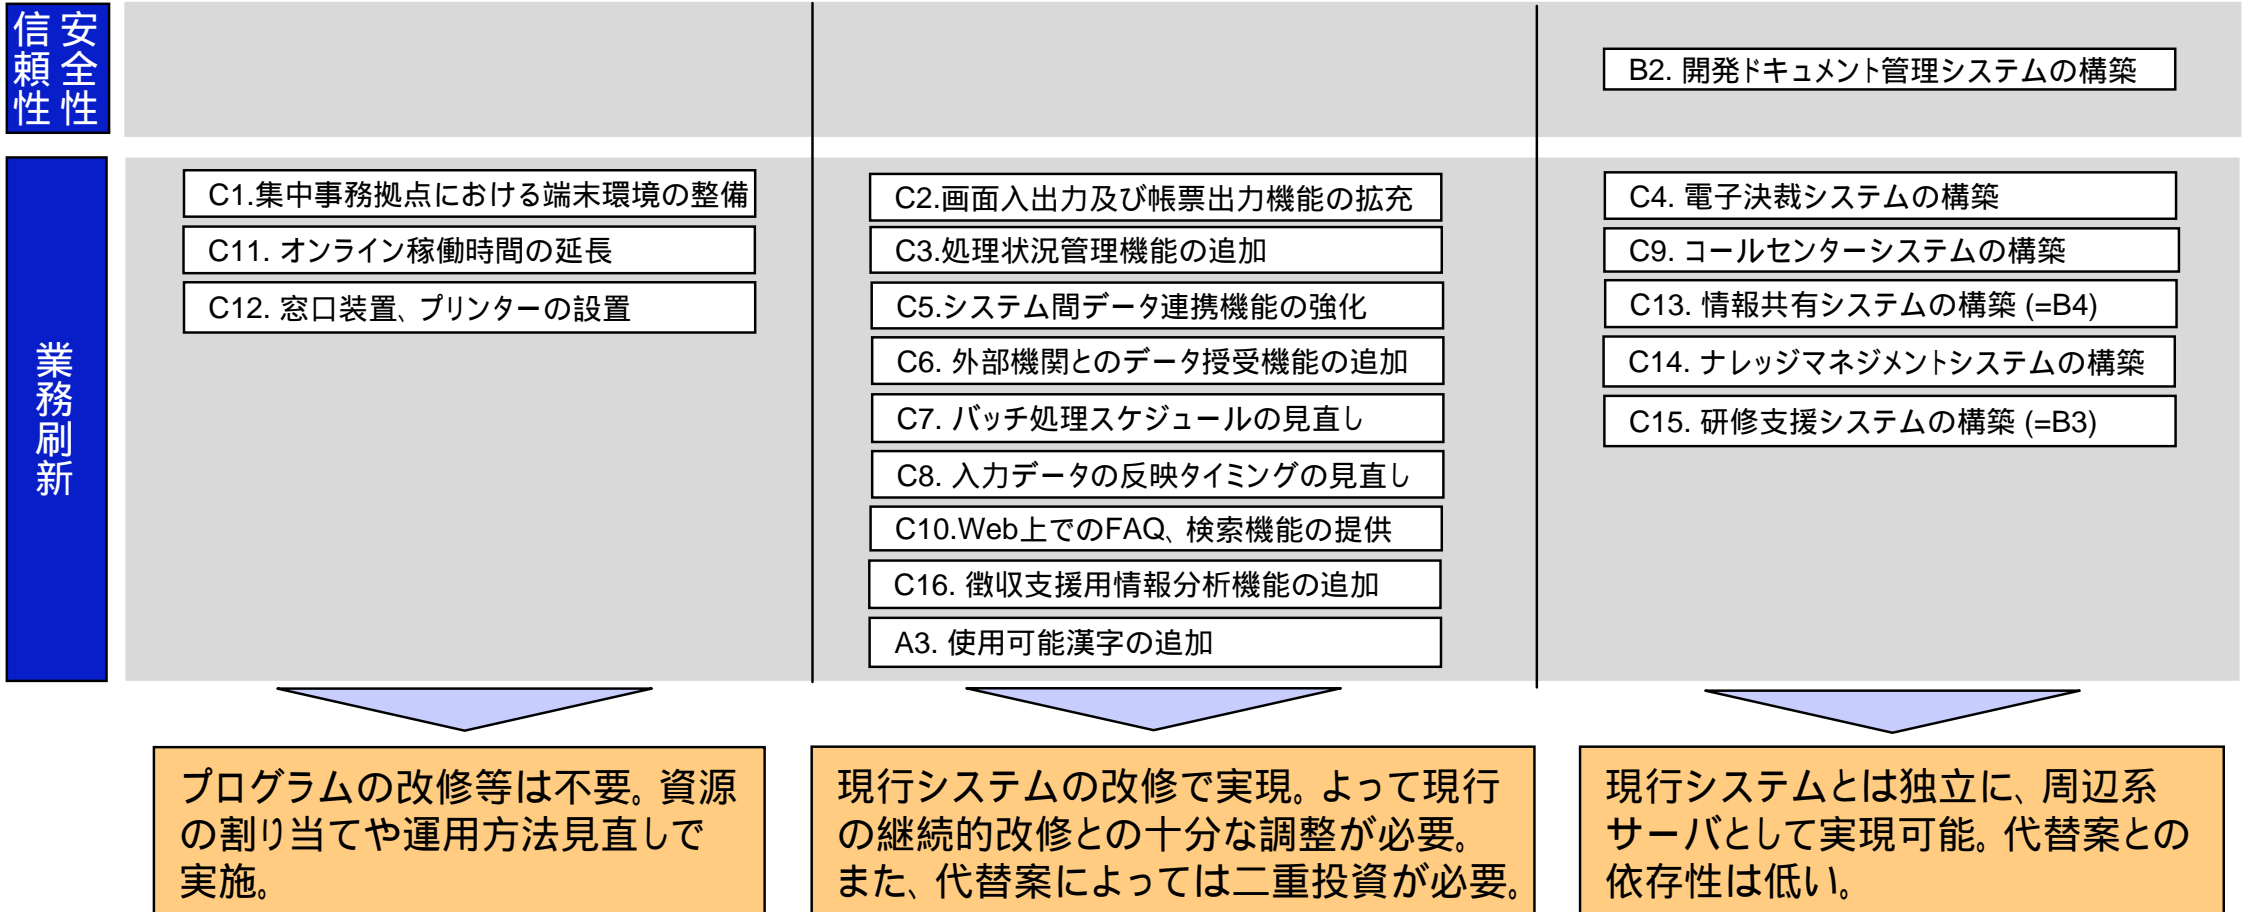 安全性
信頼性
B2. 開発ドキュメント管理システムの構築
業務刷新
C1.集中事務拠点における端末環境の整備
C11. オンライン稼働時間の延長
C12. 窓口装置、プリンターの設置
C2.画面入出力及び帳票出力機能の拡充
C3.処理状況管理機能の追加
C5.システム間データ連携機能の強化
C6. 外部機関とのデータ授受機能の追加
C7. バッチ処理スケジュールの見直し
C8. 入力データの反映タイミングの見直し
C10.Web上でのFAQ、検索機能の提供
C16. 徴収支援用情報分析機能の追加
A3. 使用可能漢字の追加
C4. 電子決裁システムの構築
C9. コールセンターシステムの構築
C13. 情報共有システムの構築 (=B4)
C14. ナレッジマネジメントシステムの構築
C15. 研修支援システムの構築 (=B3)
プログラムの改修等は不要。資源
の割り当てや運用方法見直しで
実施。
現行システムの改修で実現。よって現行
の継続的改修との十分な調整が必要。
また、代替案によっては二重投資が必要。
現行システムとは独立に、周辺系
サーバとして実現可能。代替案との
依存性は低い。